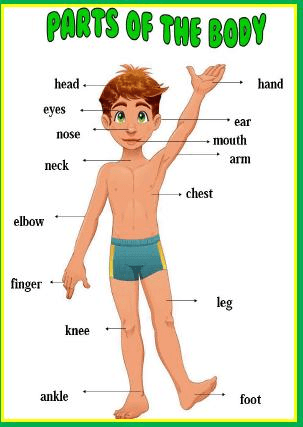 PARTS OF THE BODY
head
hand
eyes
ear
nose
mouth
arm
neck
chest
elbow
finger
leg
knee
ankle
foot